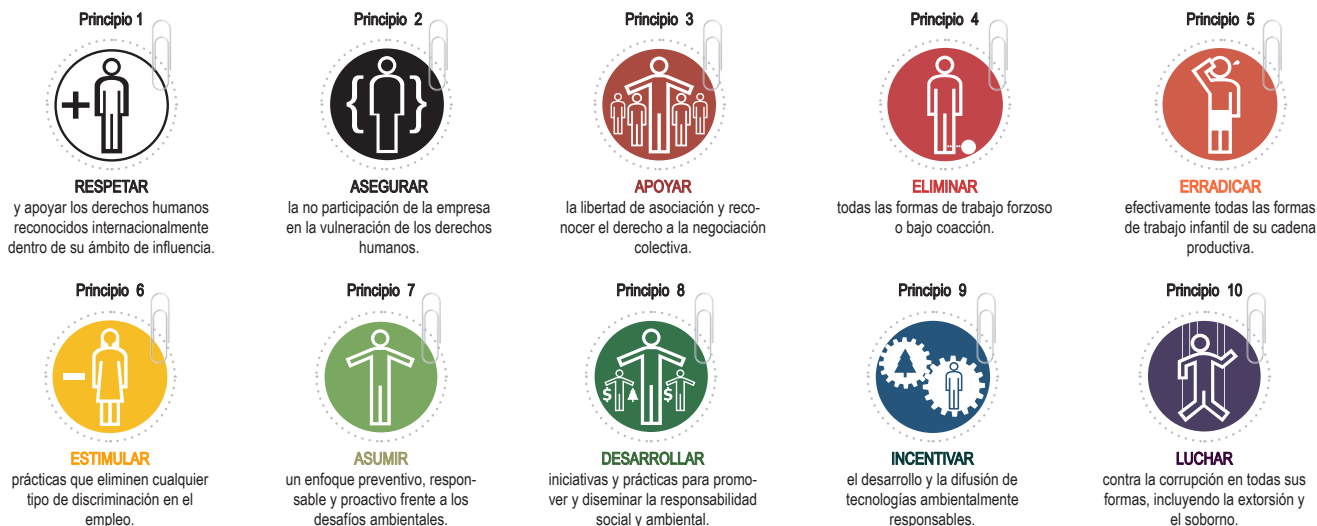 Principio 1
RESPETAR
y apoyar los derechos humanos
reconocidos internacionalmente
dentro de su ámbito de influencia.
Principio 2
ASEGURAR
la no participación de la empresa
en la vulneración de los derechos
humanos.
Principio 3
APOYAR
la libertad de asociación y reco-
nocer el derecho a la negociación
colectiva.
Principio 4
ELIMINAR
todas las formas de trabajo forzoso
o bajo coacción.
Principio 5
ERRADICAR
efectivamente todas las formas
de trabajo infantil de su cadena
productiva.
Principio 6
ESTIMULAR
prácticas que eliminen cualquier
tipo de discriminación en el
empleo.
Principio 7
ASUMIR
un enfoque preventivo, respon-
sable y proactivo frente a los
desafíos ambientales.
Principio 8
$ $
DESARROLLAR
iniciativas y prácticas para promo-
ver y diseminar la responsabilidad
social y ambiental.
Principio 9
INCENTIVAR
el desarrollo y la difusión de
tecnologías ambientalmente
responsables.
Principio 10
LUCHAR
contra la corrupción en todas sus
formas, incluyendo la extorsión y
el soborno.